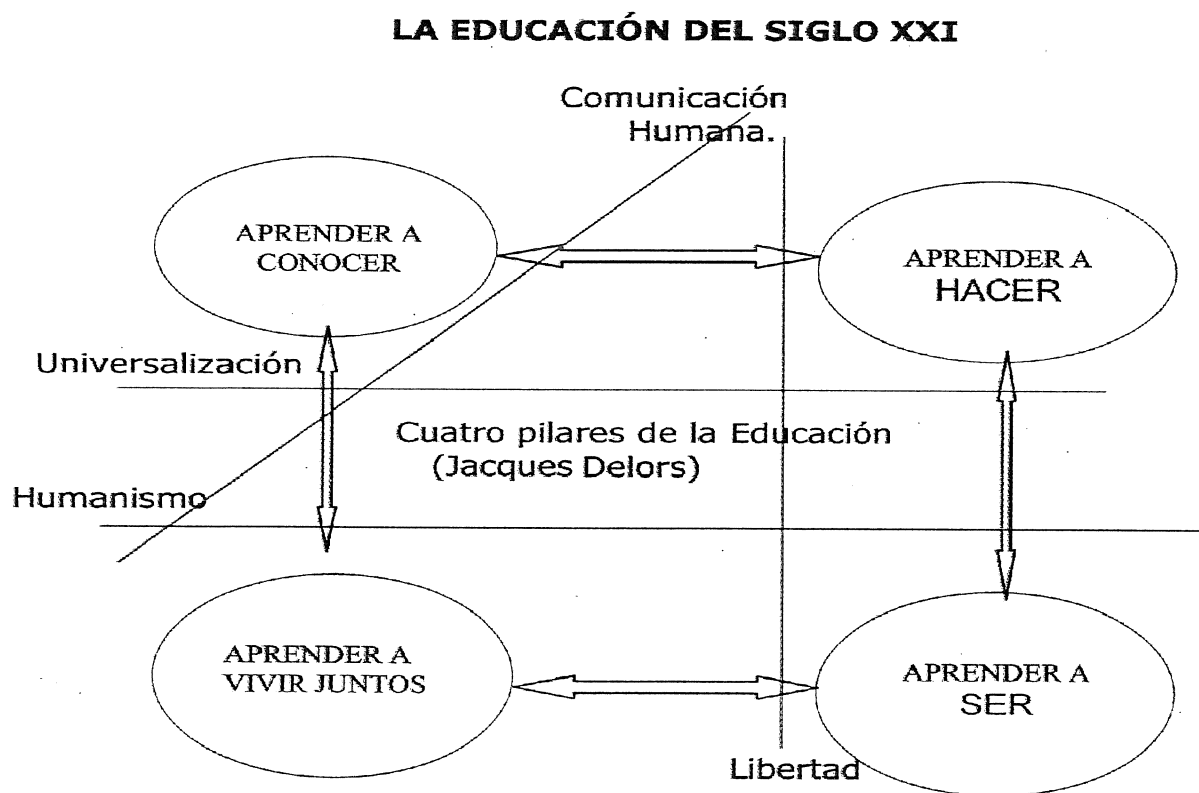 LA EDUCACIÓN DEL SIGLO XXI
Comunicación
Humana.
APRENDER A
CONOCER
APRENDER A
HACER
Universalización
Cuatro pilares de la Educación
(Jacques Delors)
Humanismo
APRENDER A
VIVIR JUNTOS
APRENDER A
SER
Libertad